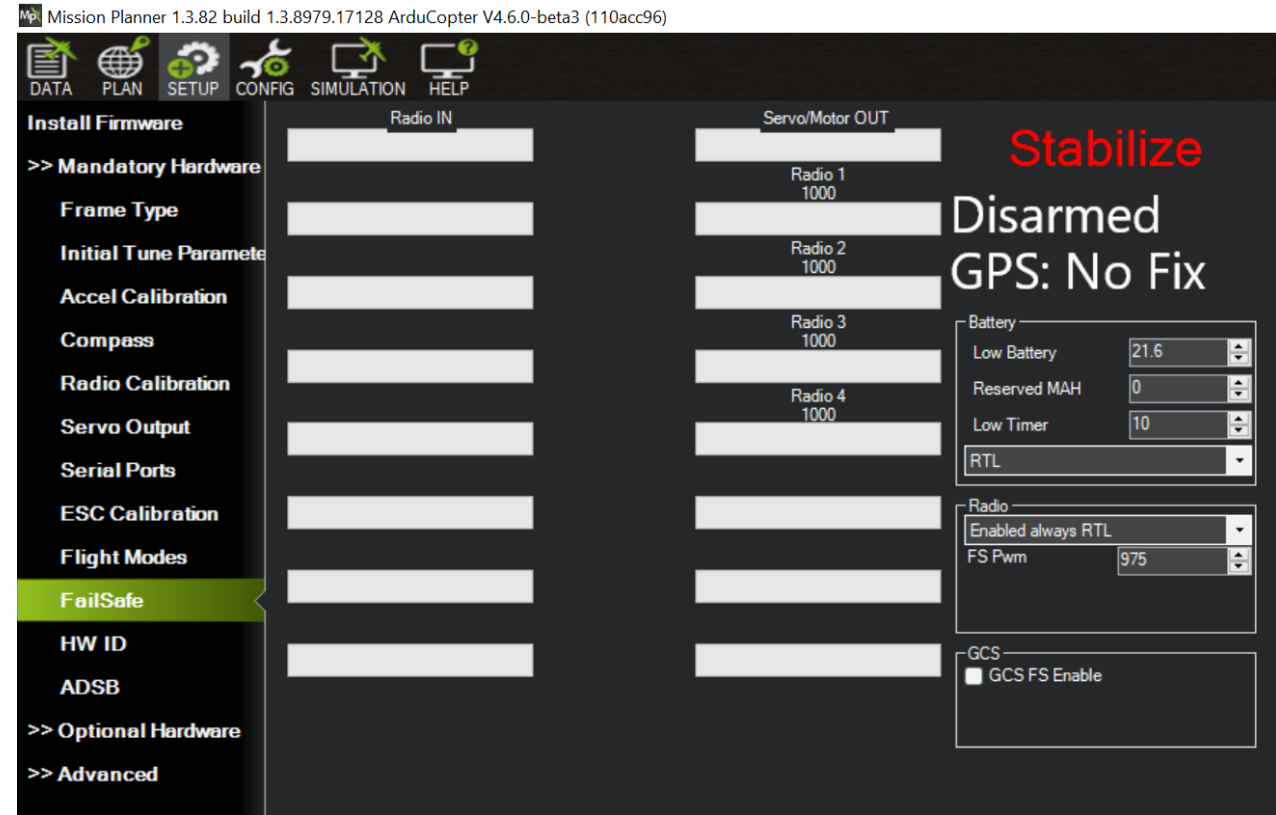 Mission Planner 1.3.82 build 1.3.8979.17128 ArduCopter V4.6.0-beta3 (110acc96)
DATA PLAN SETUP CONFIG SIMULATION HELP
Install Firmware
>> Mandatory Hardware
Frame Type
Initial Tune Paramete
Accel Calibration
Compass
Radio Calibration
Servo Output
Serial Ports
ESC Calibration
Flight Modes
FailSafe
HW ID
ADSB
>> Optional Hardware
>> Advanced
Radio IN
Servo/Motor OUT
Radio 1
1000
Radio 2
1000
Radio 3
1000
Radio 4
1000
Stabilize
Disarmed
GPS: No Fix
Battery
Low Battery 21.6
Reserved MAH 0
Low Timer 10
RTL
Radio
Enabled always RTL
FS Pwm 975
GCS
GCS FS Enable